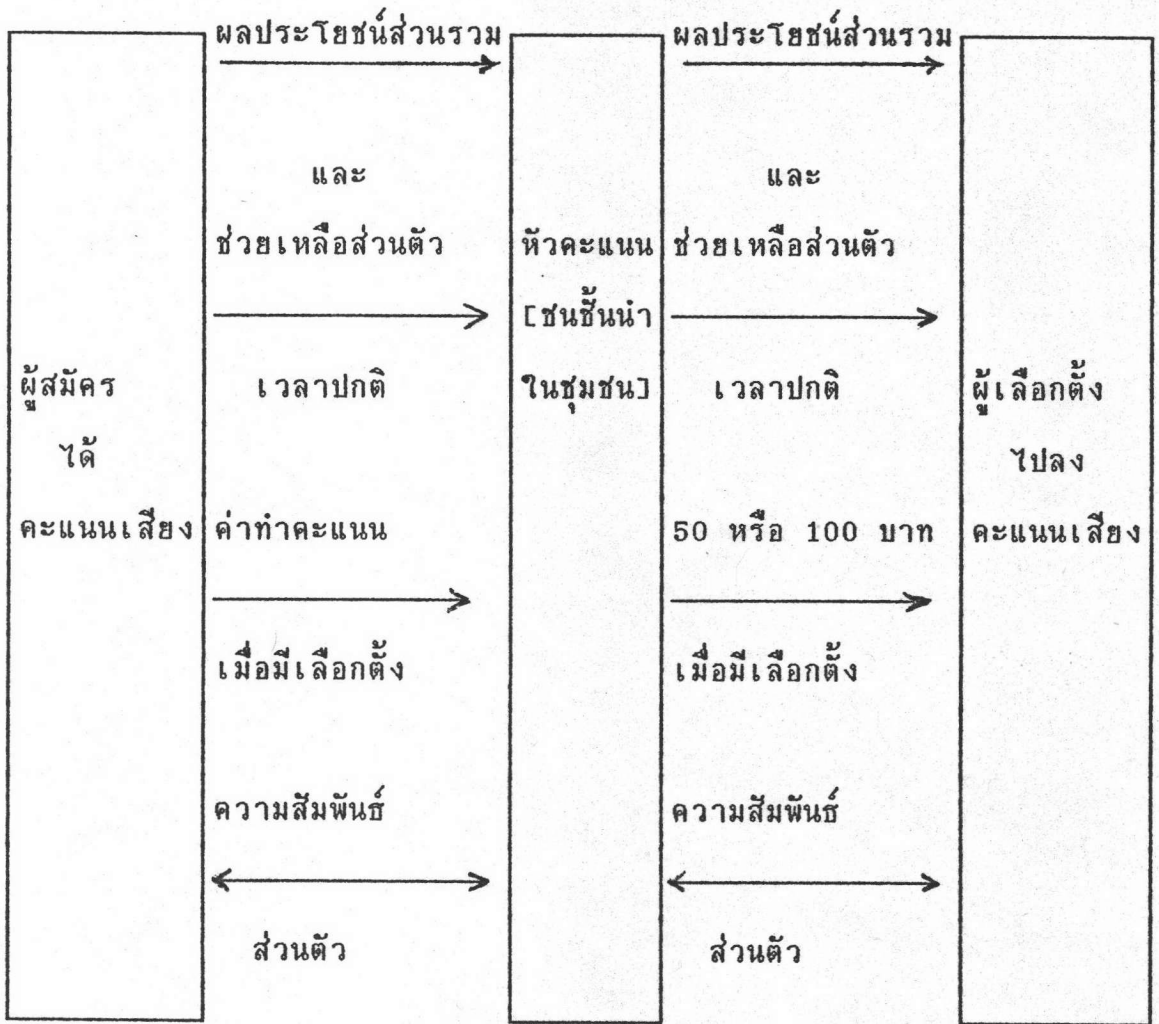 ผลประโยชน์ส่วนรวม
ผลประโยชน์ส่วนรวม
และ
และ
ช่วยเหลือส่วนตัว
หัวคะแนน
ช่วยเหลือส่วนตัว
[ชนชั้นนำ
ผู้สมัคร
เวลาปกติ
ในชุมชน]
เวลาปกติ
ผู้เลือกตั้ง
ได้
ไปลง
คะแนนเสียง
ค่าทำคะแนน
50 หรือ 100 บาท
คะแนนเสียง
เมื่อมีเลือกตั้ง
เมื่อมีเลือกตั้ง
ความสัมพันธ์
ความสัมพันธ์
ส่วนตัว
ส่วนตัว